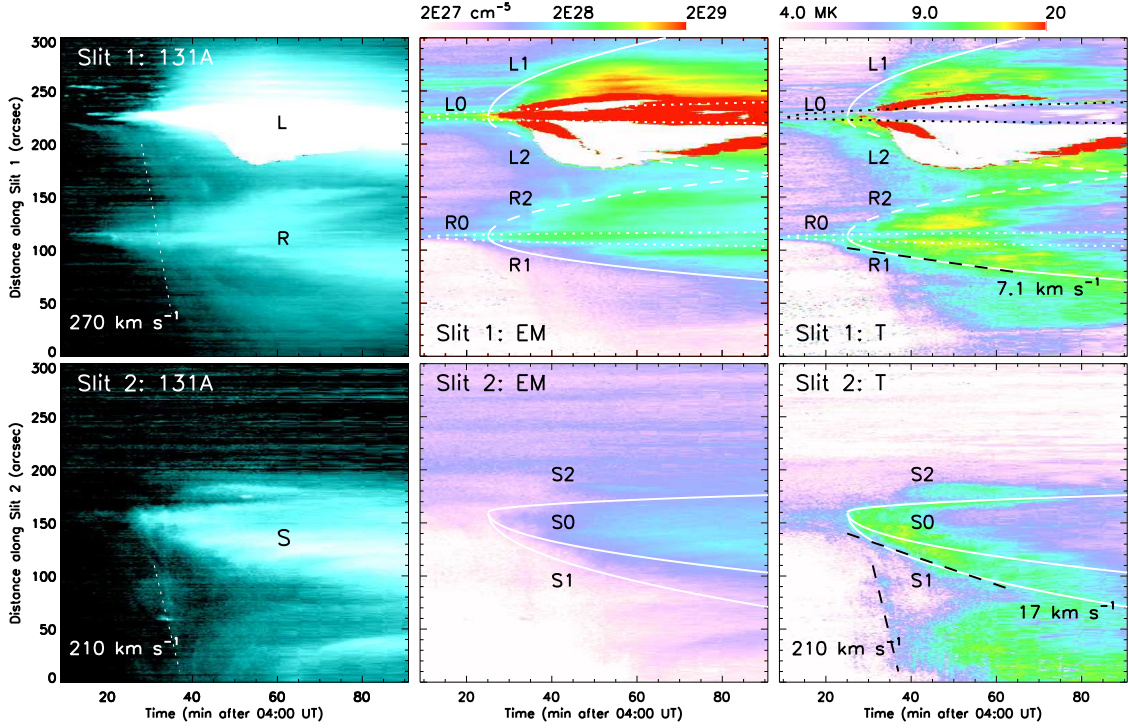 2E27 cm⁻⁵ 2E28 2E29
4.0 MK 9.0 20
Slit 1: 131A
L
R
270 km s⁻¹
300
250
200
150
100
50
0
Distance along Slit 1 (arcsec)
L1
L0
L2
R2
R0
R1
Slit 1: EM
L1
L0
L2
R2
R0
R1
7.1 km s⁻¹
Slit 1: T
Slit 2: 131A
S
210 km s⁻¹
300
250
200
150
100
50
0
Distance along Slit 2 (arcsec)
20 40 60 80
Time (min after 04:00 UT)
Slit 2: EM
S2
S0
S1
20 40 60 80
Time (min after 04:00 UT)
Slit 2: T
S2
S0
S1
17 km s⁻¹
210 km s⁻¹
20 40 60 80
Time (min after 04:00 UT)